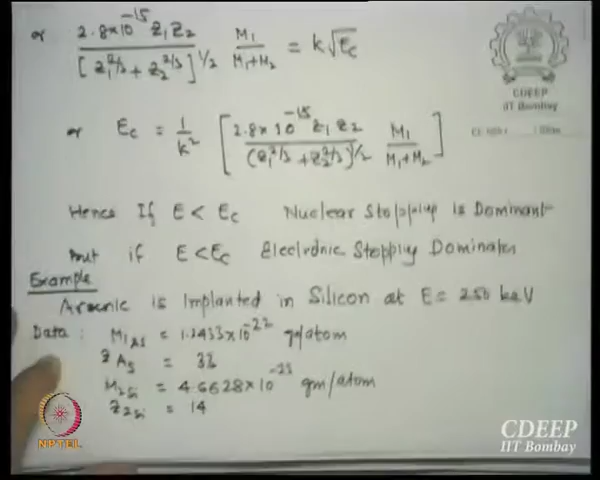 or 2.8×10^-15 Z1 Z2 / [Z1^2/3 + Z2^2/3]^1/2 M1 / M1+M2 = k√Ec
or Ec = 1/k^2 [ 2.8×10^-15 Z1 Z2 / (Z1^2/3 + Z2^2/3)^1/2 M1 / M1+M2 ]
Hence If E < Ec Nuclear Stopping is Dominant
But if E < Ec Electronic Stopping Dominates
Example
Arsenic is Implanted in Silicon at E = 250 keV
Data : M1As = 1.2433×10^-22 gm/atom
Z As = 33
M2Si = 4.6628×10^-23 gm/atom
Z2Si = 14
CDEEP
IIT Bombay
NPTEL
CDEEP
IIT Bombay